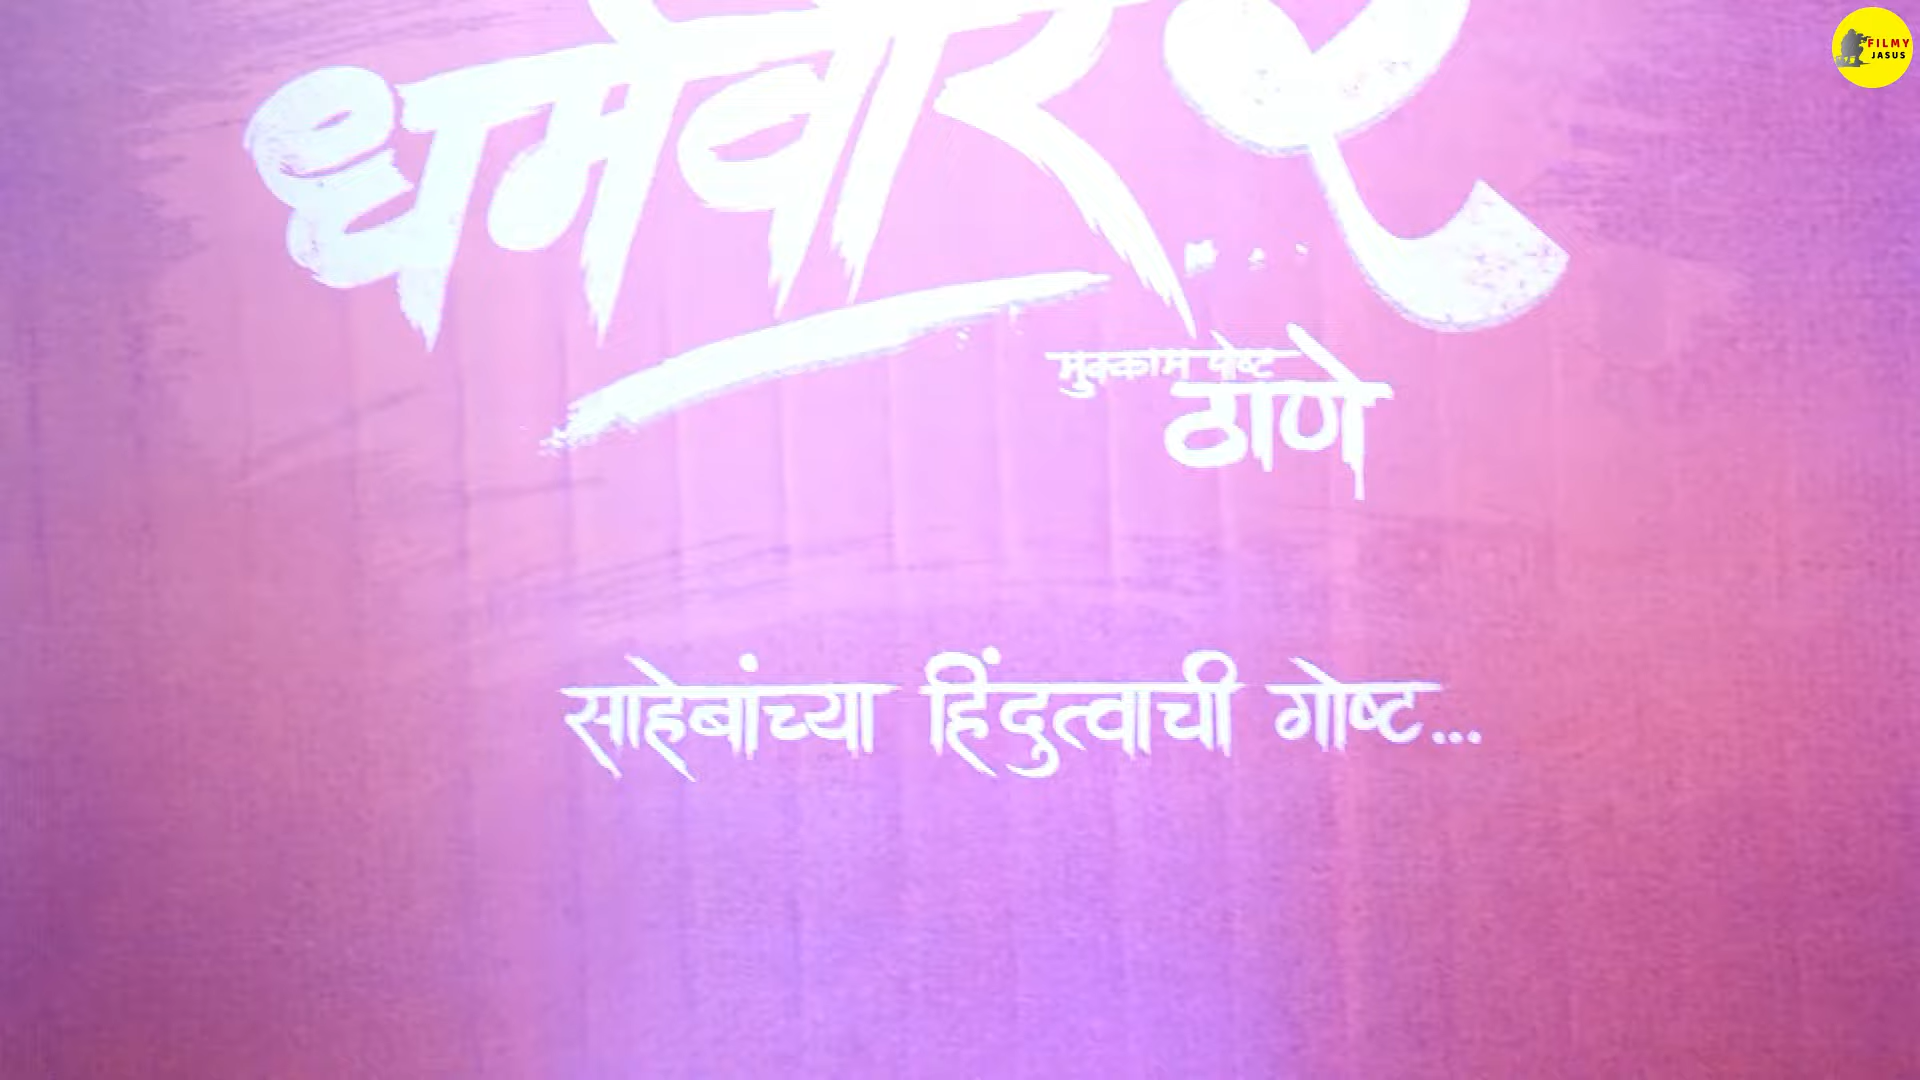 धर्मवीर २
मुक्काम पोष्ट
ठाणे
साहेबांच्या हिंदुत्वाची गोष्ट...
FILMY
JASUS